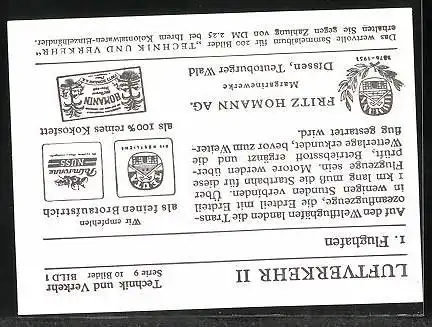 LUFTVERKEHR II
Technik und Verkehr
Serie 9 10 Bilder BILD 1
1. Flughafen
Auf den Weltflughäfen landen die Trans-
ozeanflugzeuge, die Erdteil mit Erdteil
in wenigen Stunden verbinden. Über
1 km lang muß die Startbahn für diese
Flugzeuge sein. Motore werden über-
prüft, Betriebsstoff ergänzt und die
Wetterlage erkundet, bevor zum Weiter-
flug gestartet wird.
Wir empfehlen
als feinen Brotaufstrich
NUSS
als 100% reines Kokosfett
HOMANN
1876-1951
FRITZ HOMANN AG.
Margarinewerke
Dissen, Teutoburger Wald
Das wertvolle Sammelalbum für 200 Bilder „TECHNIK UND VERKEHR"
erhalten Sie gegen Zahlung von DM 2.25 bei Ihrem Kolonialwaren-Einzelhändler.